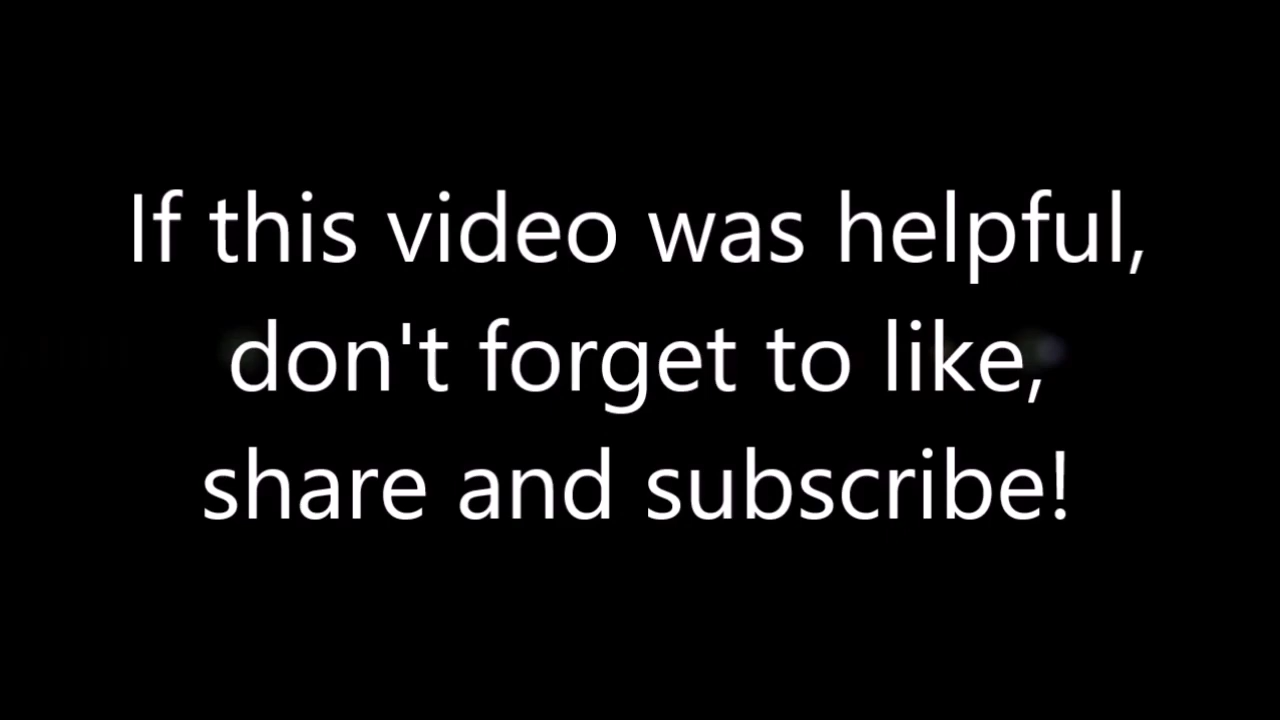 If this video was helpful,
don't forget to like,
share and subscribe!